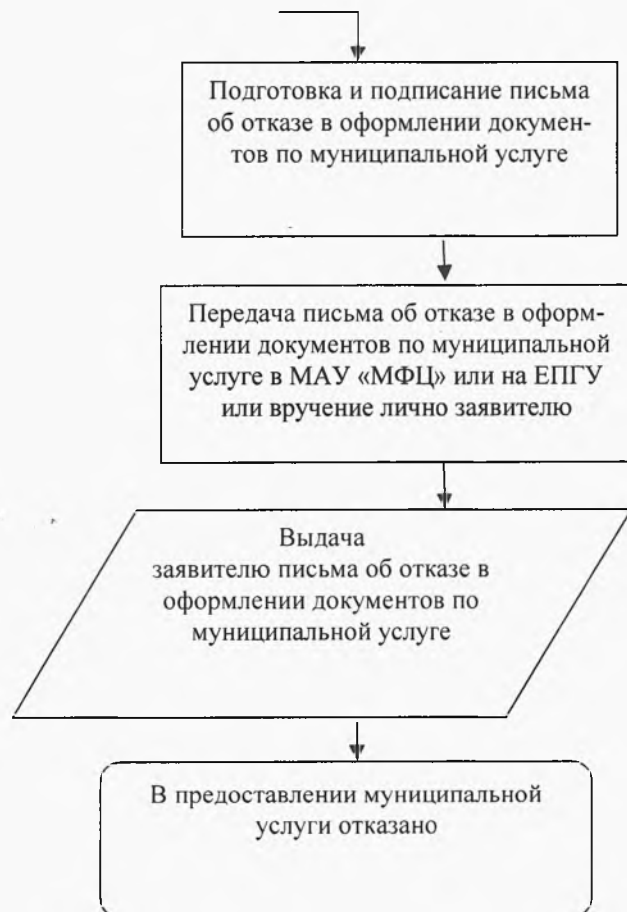 Подготовка и подписание письма
об отказе в оформлении докумен-
тов по муниципальной услуге
Передача письма об отказе в оформ-
лении документов по муниципальной
услуге в МАУ «МФЦ» или на ЕПГУ
или вручение лично заявителю
Выдача
заявителю письма об отказе в
оформлении документов по
муниципальной услуге
В предоставлении муниципальной
услуги отказано